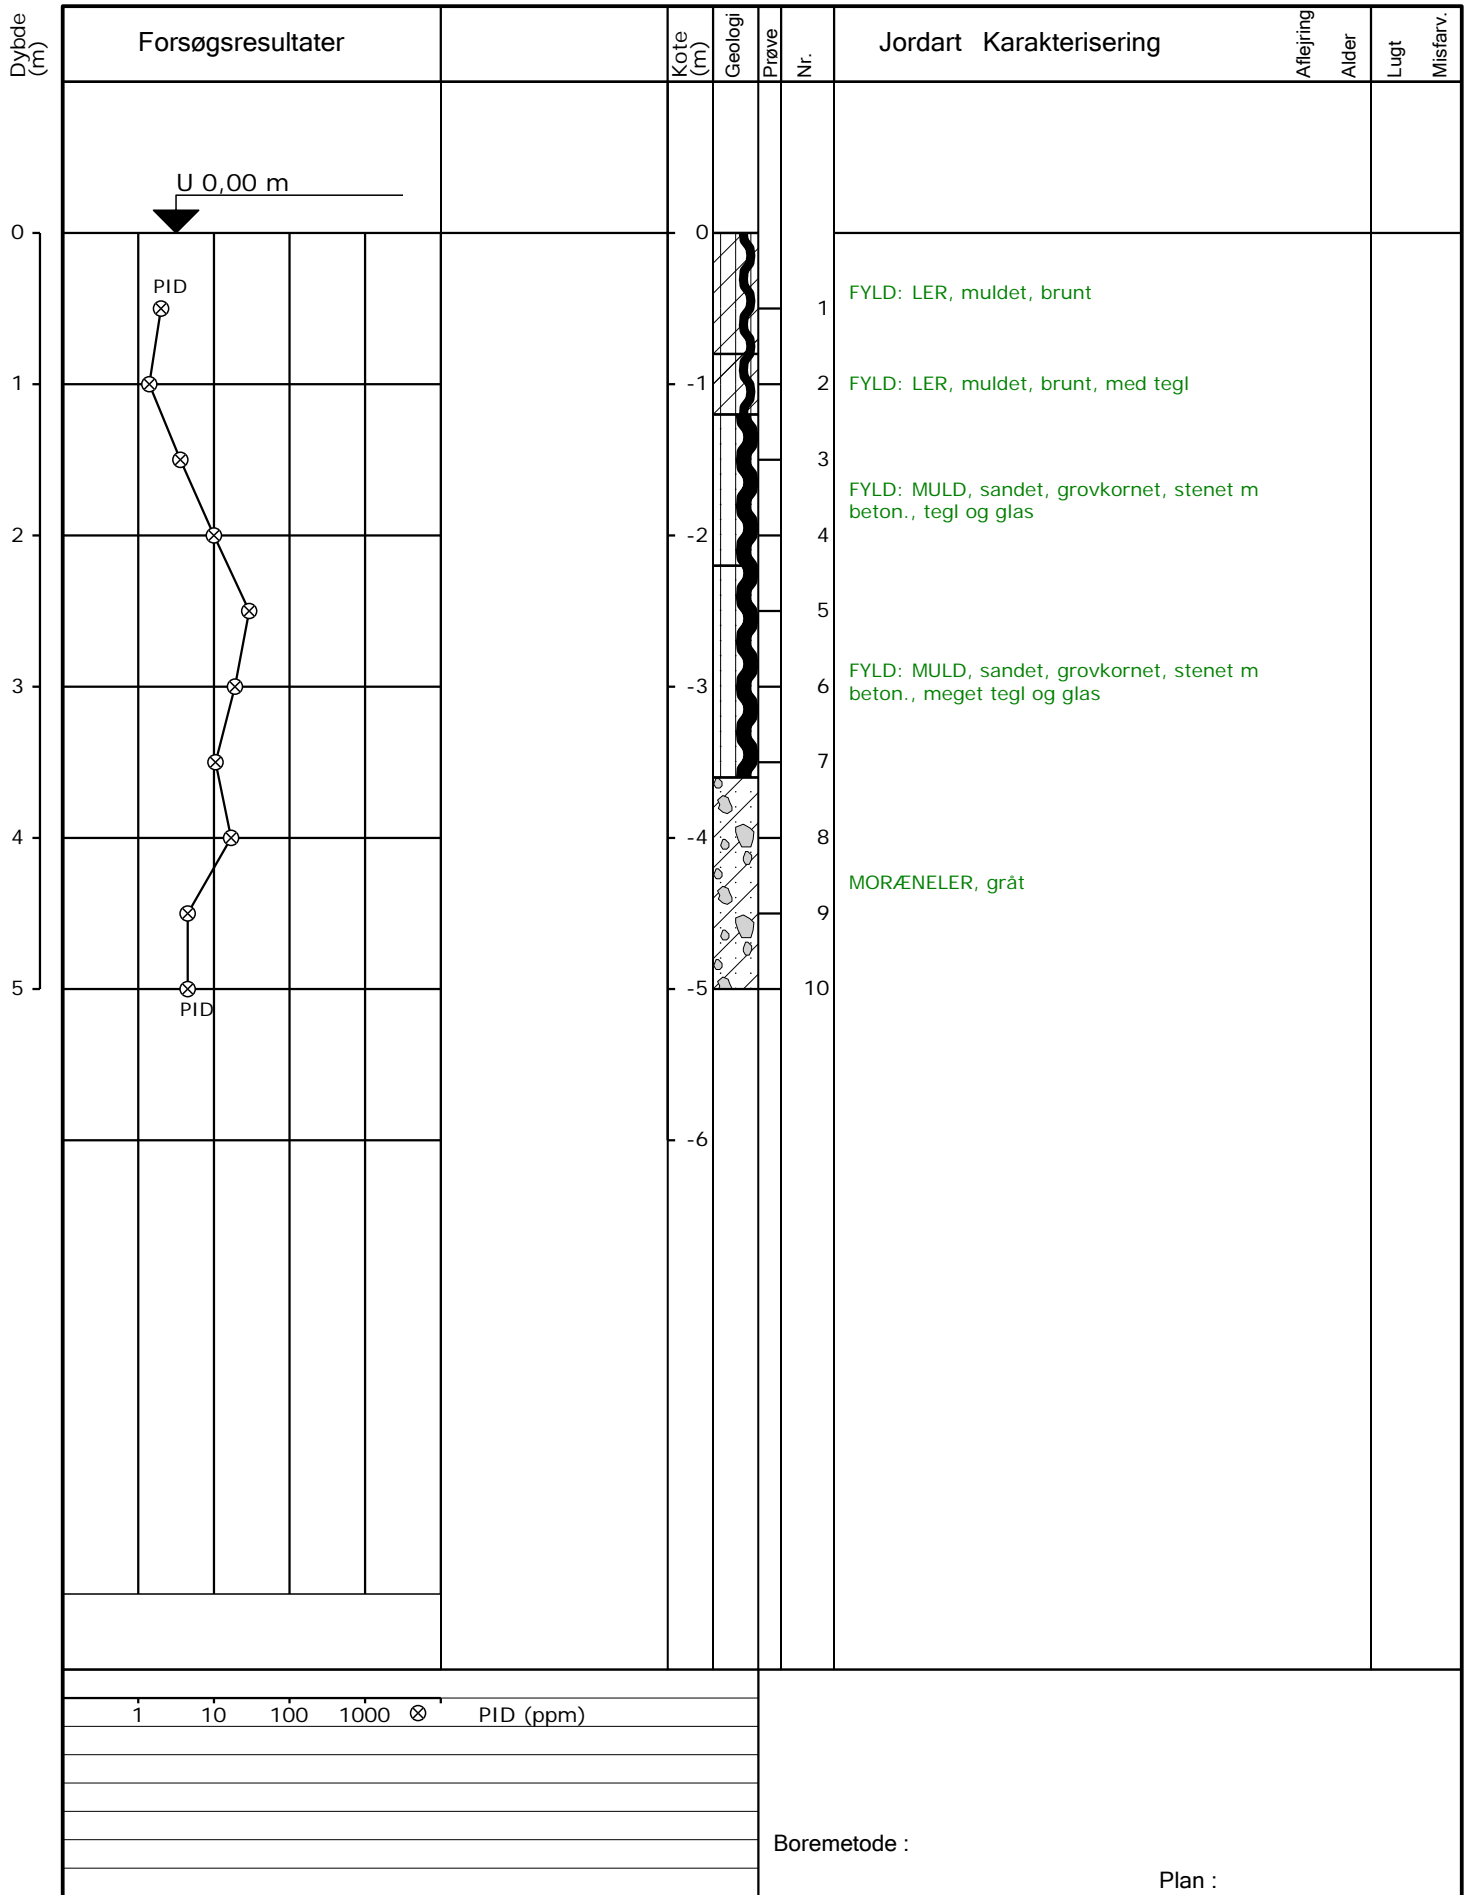 Dybde
(m)
Forsøgsresultater
Kote
(m)
Geologi
Prøve
Nr.
Jordart Karakterisering
Aflejring
Alder
Lugt
Misfarv.
U 0,00 m
0
0
PID
1
FYLD: LER, muldet, brunt
1
-1
2
FYLD: LER, muldet, brunt, med tegl
3
FYLD: MULD, sandet, grovkornet, stenet m
beton., tegl og glas
2
-2
4
5
FYLD: MULD, sandet, grovkornet, stenet m
beton., meget tegl og glas
3
-3
6
7
4
-4
8
MORÆNELER, gråt
9
5
-5
10
PID
-6
1 10 100 1000 PID (ppm)
Boremetode :
Plan :